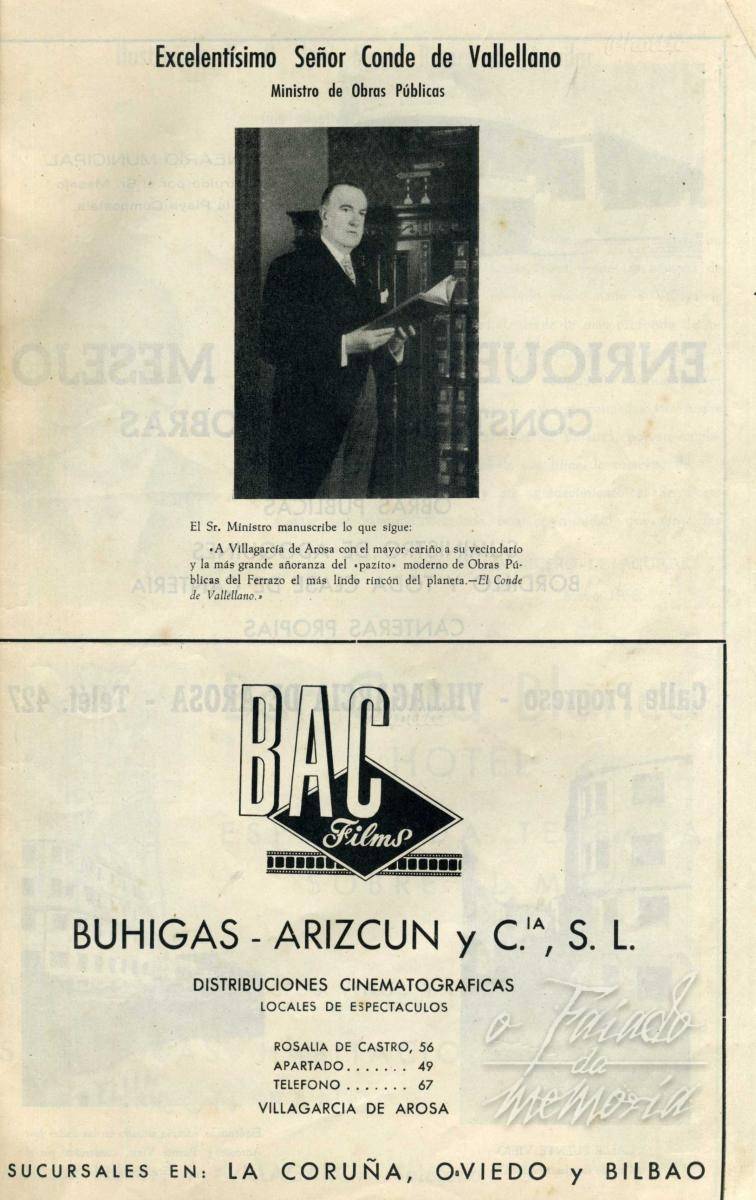 Excelentísimo Señor Conde de Vallellano
Ministro de Obras Públicas
El Sr. Ministro manuscribe lo que sigue:
«A Villagarcía de Arosa con el mayor cariño a su vecindario
y la más grande añoranza del «pazito» moderno de Obras Pú-
blicas del Ferrazo el más lindo rincón del planeta.—El Conde
de Vallellano.»
BAC
Films
BUHIGAS - ARIZCUN y C.IA, S. L.
DISTRIBUCIONES CINEMATOGRAFICAS
LOCALES DE ESPECTACULOS
ROSALIA DE CASTRO, 56
APARTADO....... 49
TELEFONO....... 67
VILLAGARCIA DE AROSA
o Faiado
da
memoria
SUCURSALES EN: LA CORUÑA, OVIEDO y BILBAO